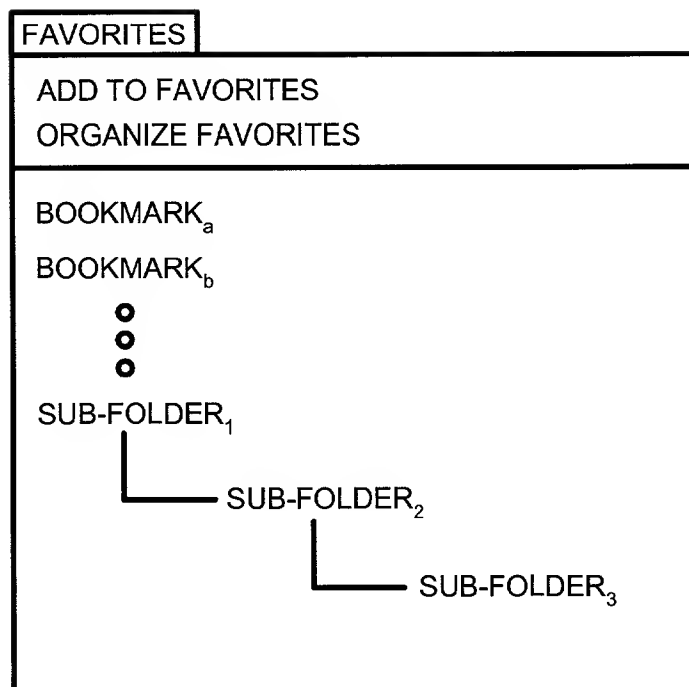 FAVORITES
ADD TO FAVORITES
ORGANIZE FAVORITES
BOOKMARKa
BOOKMARKb
SUB-FOLDER1
SUB-FOLDER2
SUB-FOLDER3